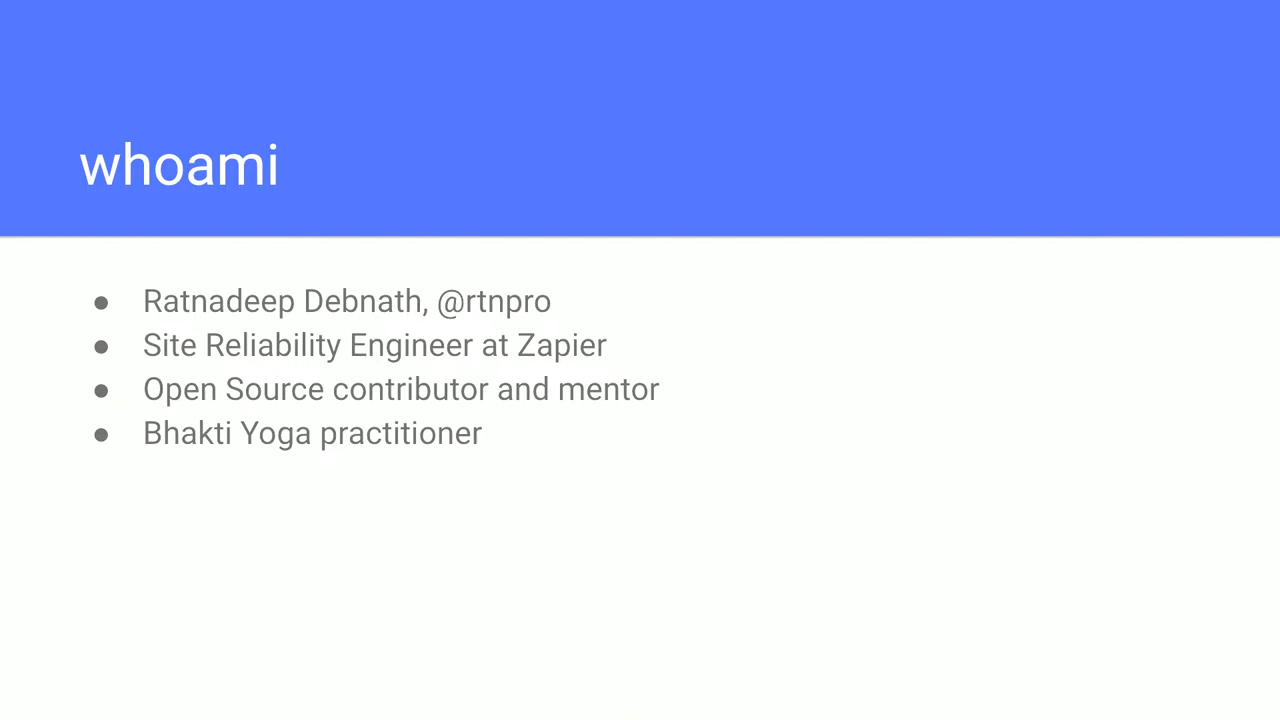 whoami
● Ratnadeep Debnath, @rtnpro
● Site Reliability Engineer at Zapier
● Open Source contributor and mentor
● Bhakti Yoga practitioner